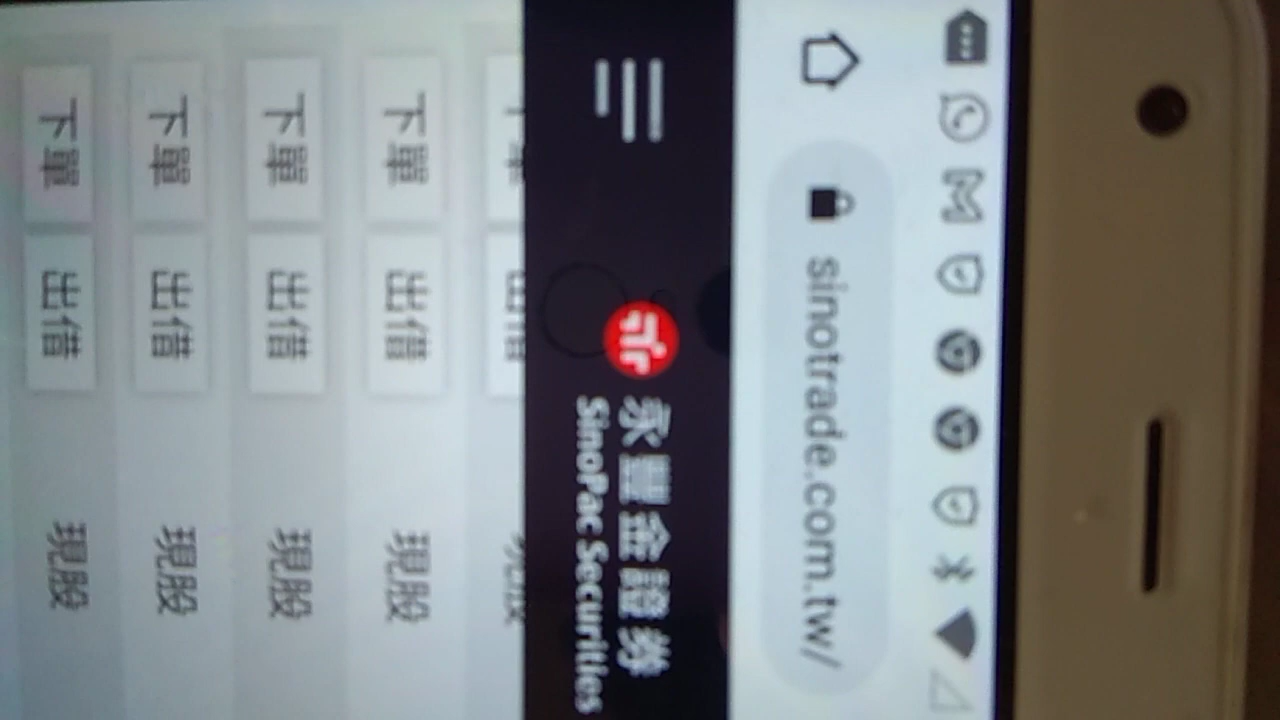 sinotrade.com.tw/
永豐金證券
SinoPac Securities
下單 出借 現股
下單 出借 現股
下單 出借 現股
下單 出借 現股